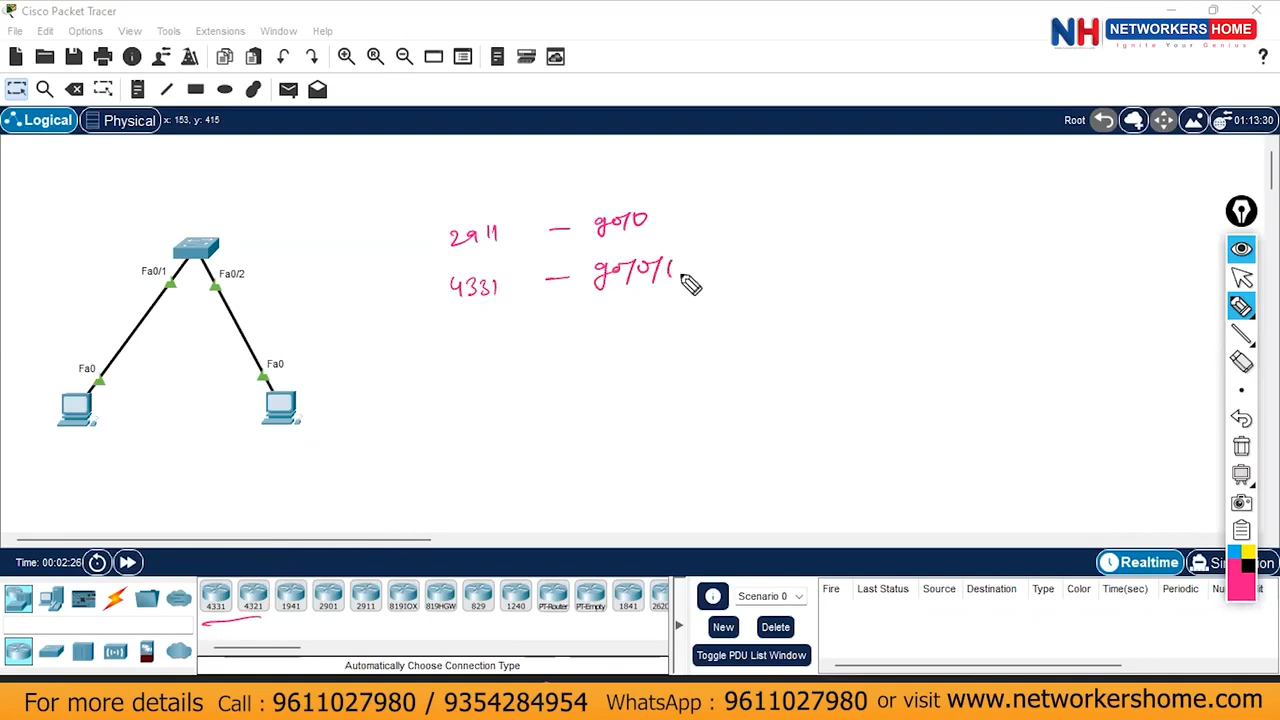 Cisco Packet Tracer
File Edit Options View Tools Extensions Window Help
NH NETWORKERS HOME
Ignite Your Genius
?
Logical Physical x: 153, y: 415 Root 01:13:30
2911 – g0/0
4331 – g0/0/
Fa0/1 Fa0/2
Fa0 Fa0
Time: 00:02:26 Realtime
4331 4321 1941 2901 2911 819IOX 819HGW 829 1240 PT-Router PT-Empty 1841 2620
Scenario 0
New Delete
Toggle PDU List Window
Fire Last Status Source Destination Type Color Time(sec) Periodic
Automatically Choose Connection Type
For more details Call : 9611027980 / 9354284954 WhatsApp : 9611027980 or visit www.networkershome.com